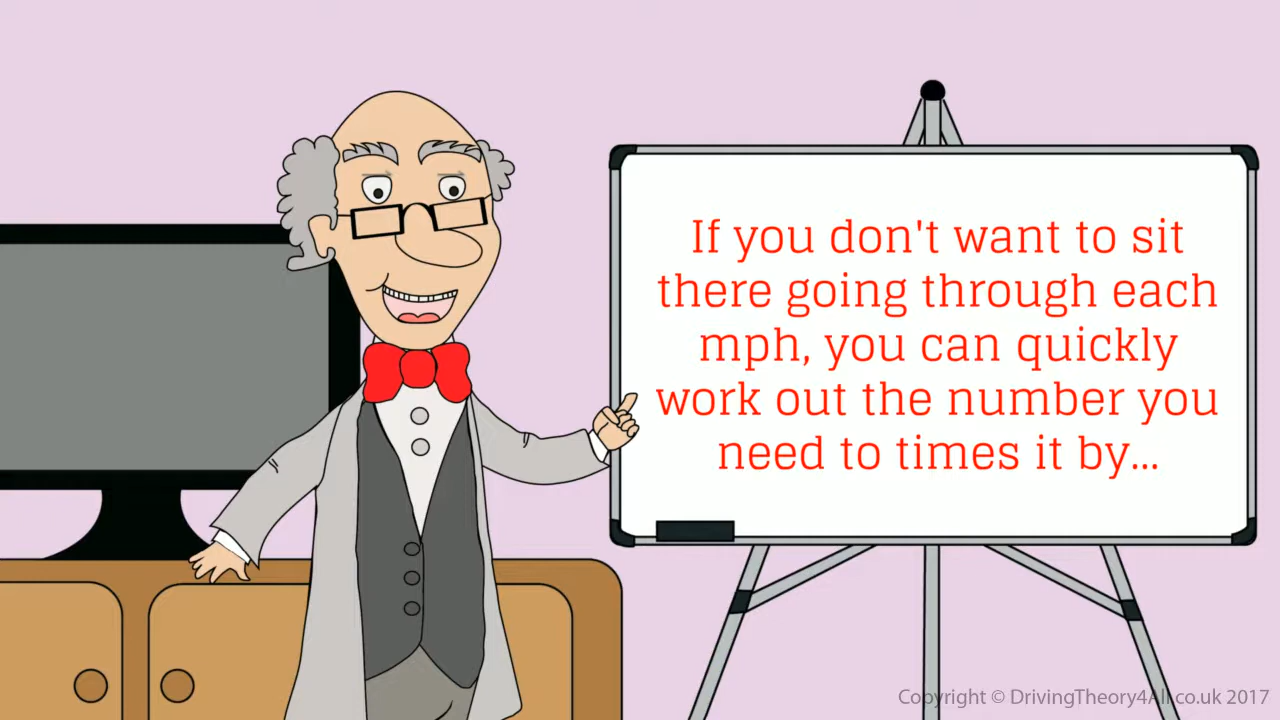 If you don't want to sit
there going through each
mph, you can quickly
work out the number you
need to times it by...
Copyright © DrivingTheory4All.co.uk 2017